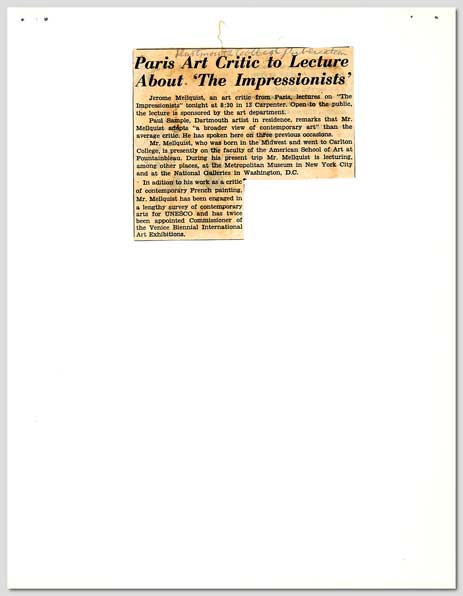 Dartmouth College Publication
Paris Art Critic to Lecture
About 'The Impressionists'
Jerome Mellquist, an art critic from Paris, lectures on "The
Impressionists" tonight at 8:30 in 13 Carpenter. Open to the public,
the lecture is sponsored by the art department.
Paul Sample, Dartmouth artist in residence, remarks that Mr.
Mellquist adopts "a broader view of contemporary art" than the
average critic. He has spoken here on three previous occasions.
Mr. Mellquist, who was born in the Midwest and went to Carlton
College, is presently on the faculty of the American School of Art at
Fountainbleau. During his present trip Mr. Mellquist is lecturing,
among other places, at the Metropolitan Museum in New York City
and at the National Galleries in Washington, D.C.
In adition to his work as a critic
of contemporary French painting,
Mr. Mellquist has been engaged in
a lengthy survey of contemporary
arts for UNESCO and has twice
been appointed Commissioner of
the Venice Biennial International
Art Exhibitions.